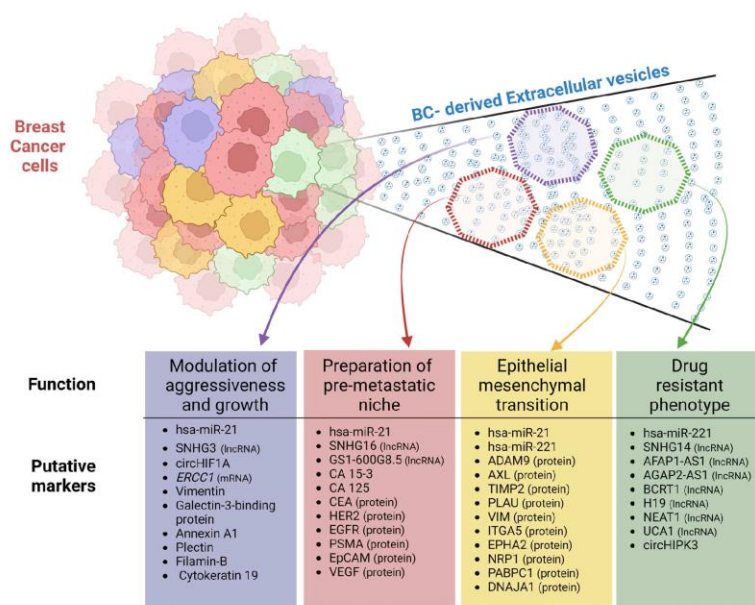 BC- derived Extracellular vesicles
Breast
Cancer
cells
Function
Modulation of
aggressiveness
and growth
Preparation of
pre-metastatic
niche
Epithelial
mesenchymal
transition
Drug
resistant
phenotype
Putative
markers
• hsa-miR-21
• SNHG3 (lncRNA)
• circHIF1A
• ERCC1 (mRNA)
• Vimentin
• Galectin-3-binding
protein
• Annexin A1
• Plectin
• Filamin-B
• Cytokeratin 19
• hsa-miR-21
• SNHG16 (lncRNA)
• GS1-600G8.5 (lncRNA)
• CA 15-3
• CA 125
• CEA (protein)
• HER2 (protein)
• EGFR (protein)
• PSMA (protein)
• EpCAM (protein)
• VEGF (protein)
• hsa-miR-21
• hsa-miR-221
• ADAM9 (protein)
• AXL (protein)
• TIMP2 (protein)
• PLAU (protein)
• VIM (protein)
• ITGA5 (protein)
• EPHA2 (protein)
• NRP1 (protein)
• PABPC1 (protein)
• DNAJA1 (protein)
• hsa-miR-221
• SNHG14 (lncRNA)
• AFAP1-AS1 (lncRNA)
• AGAP2-AS1 (lncRNA)
• BCRT1 (lncRNA)
• H19 (lncRNA)
• NEAT1 (lncRNA)
• UCA1 (lncRNA)
• circHIPK3